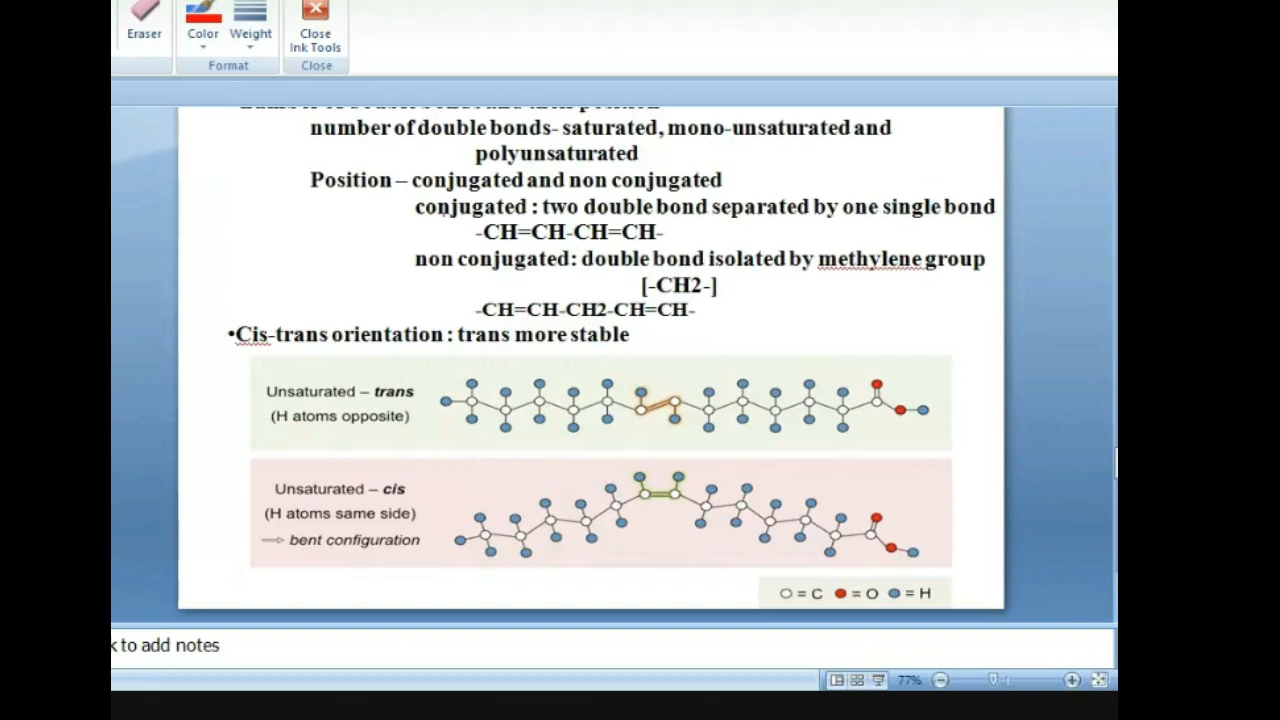 Eraser
Color
Weight
Close
Ink Tools
Format
Close
number of double bonds- saturated, mono-unsaturated and
polyunsaturated
Position – conjugated and non conjugated
conjugated : two double bond separated by one single bond
-CH=CH-CH=CH-
non conjugated: double bond isolated by methylene group
[-CH2-]
-CH=CH-CH2-CH=CH-
•Cis-trans orientation : trans more stable
Unsaturated – trans
(H atoms opposite)
Unsaturated – cis
(H atoms same side)
⇒ bent configuration
= C = O = H
k to add notes
77%